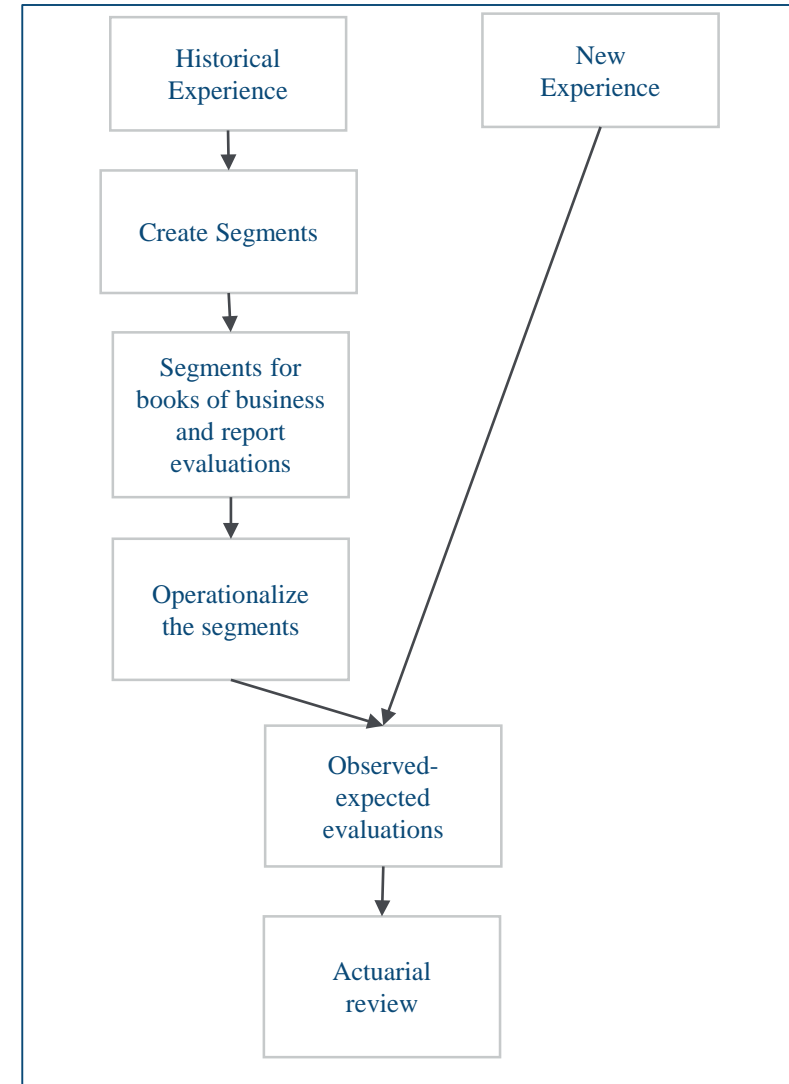 Historical
Experience
New
Experience
Create Segments
Segments for
books of business
and report
evaluations
Operationalize
the segments
Observed-
expected
evaluations
Actuarial
review